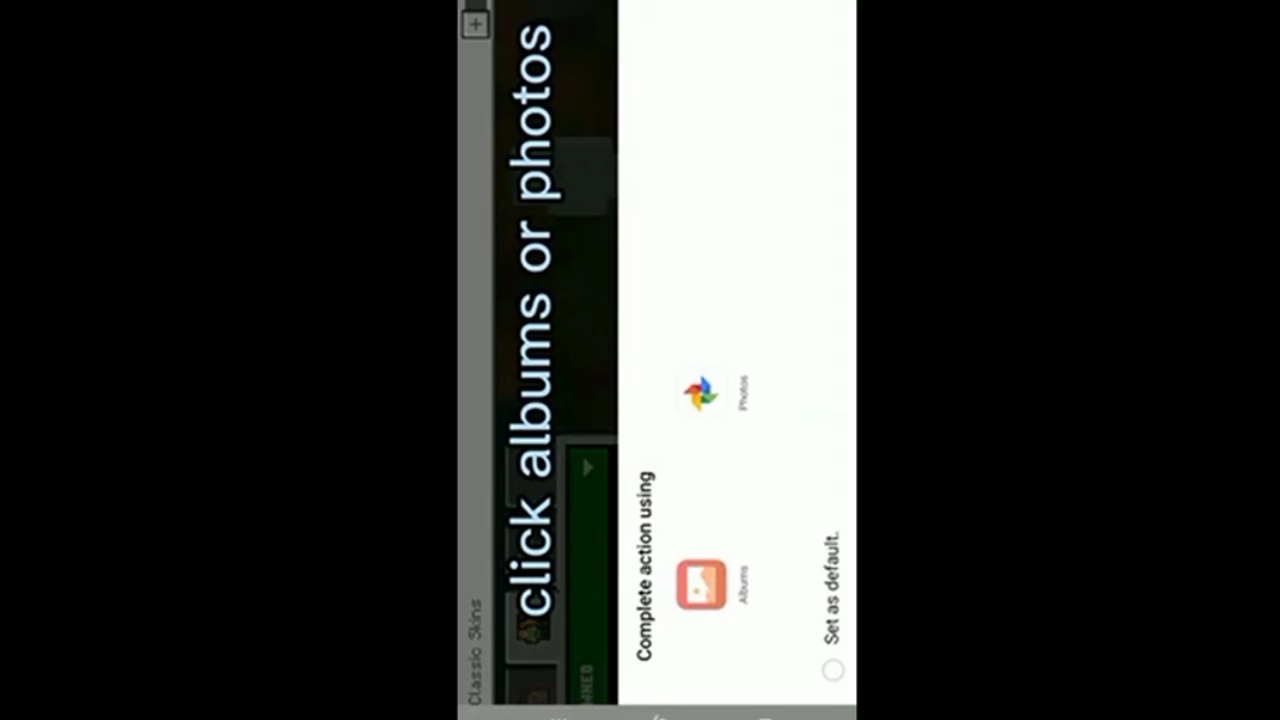 Classic Skins
click albums or photos
Complete action using
Albums
Photos
Set as default.